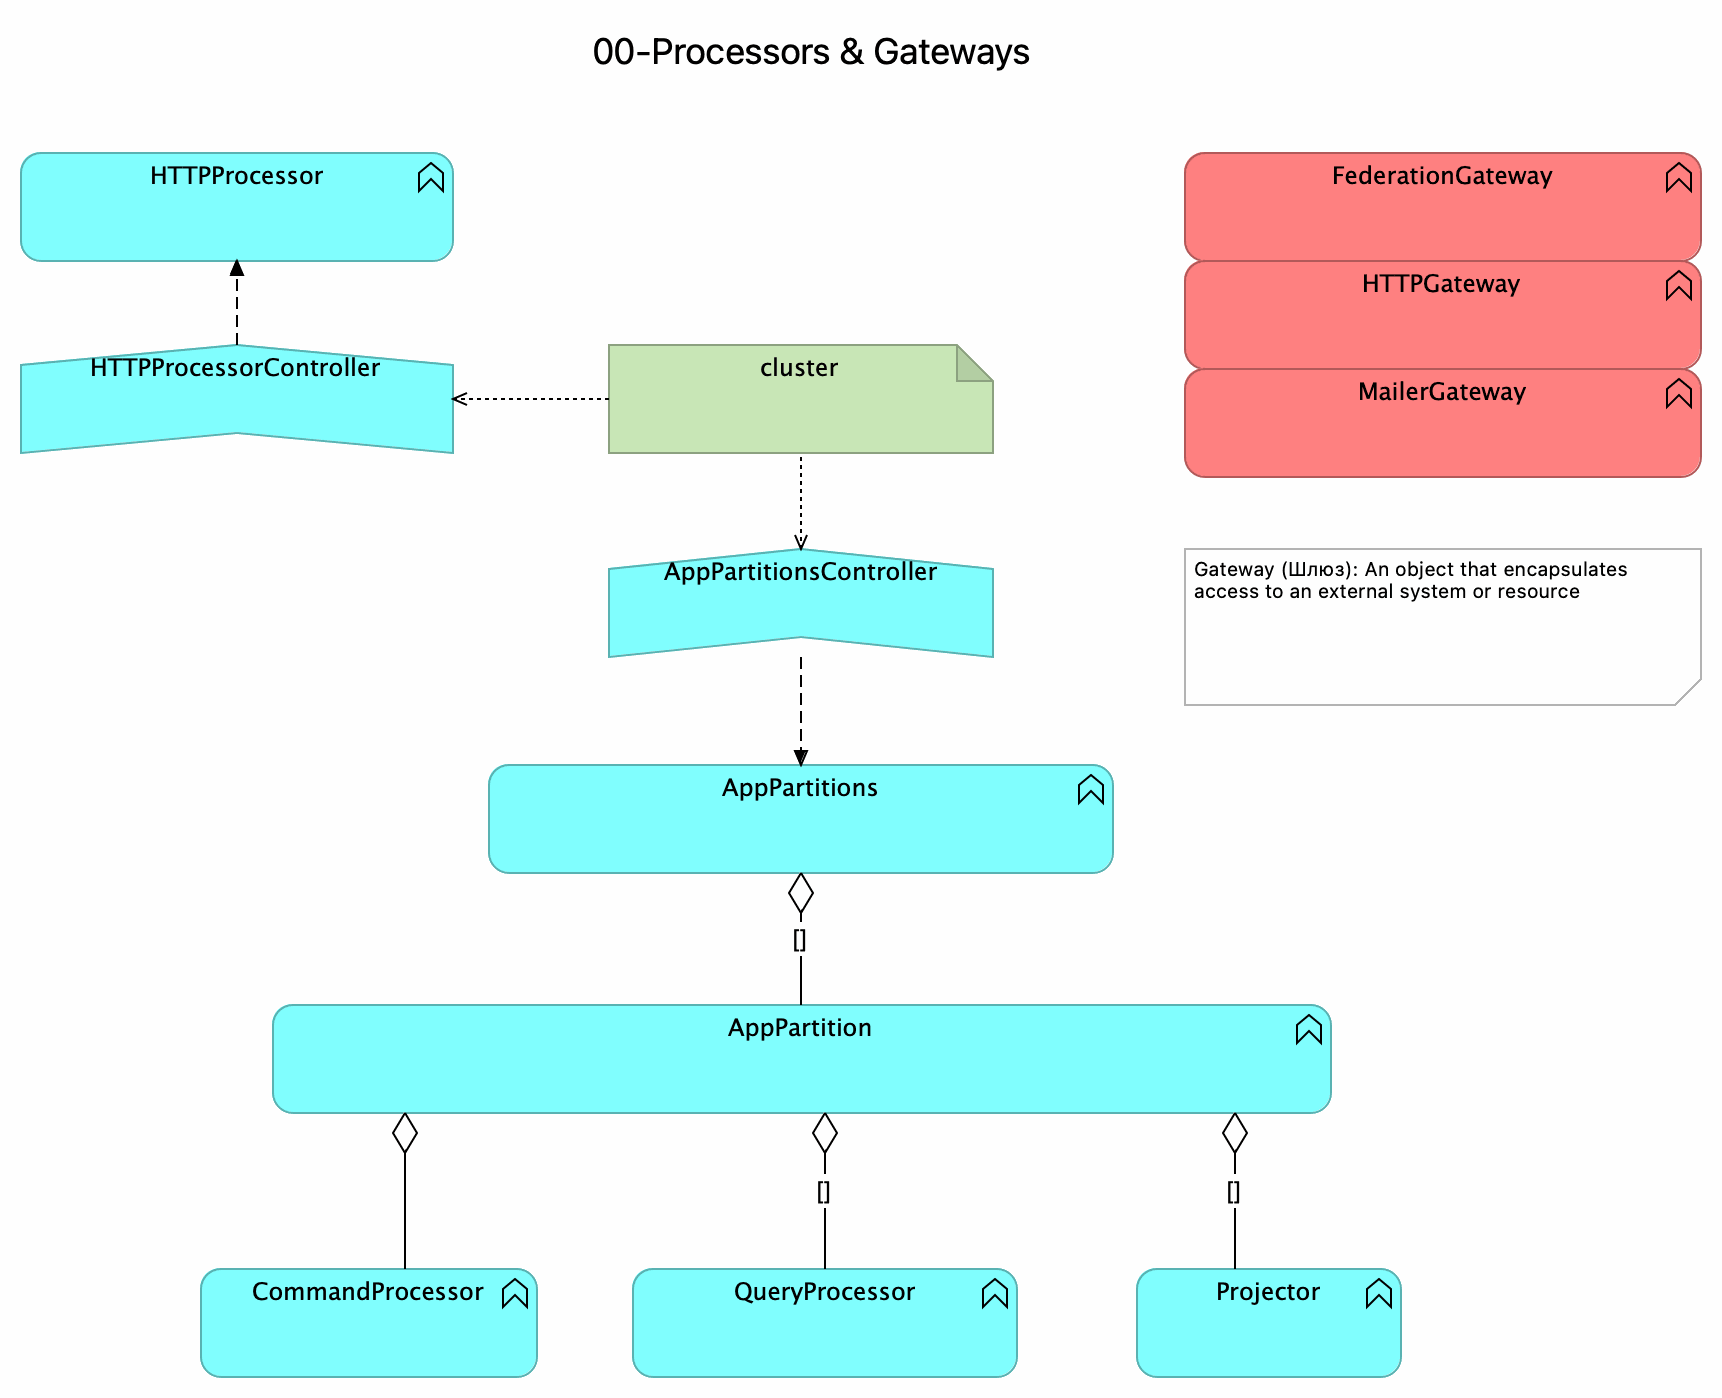 00-Processors & Gateways
HTTPProcessor
FederationGateway
HTTPGateway
HTTPProcessorController
cluster
MailerGateway
AppPartitionsController
Gateway (Шлюз): An object that encapsulates
access to an external system or resource
AppPartitions
[]
AppPartition
[]
[]
CommandProcessor
QueryProcessor
Projector